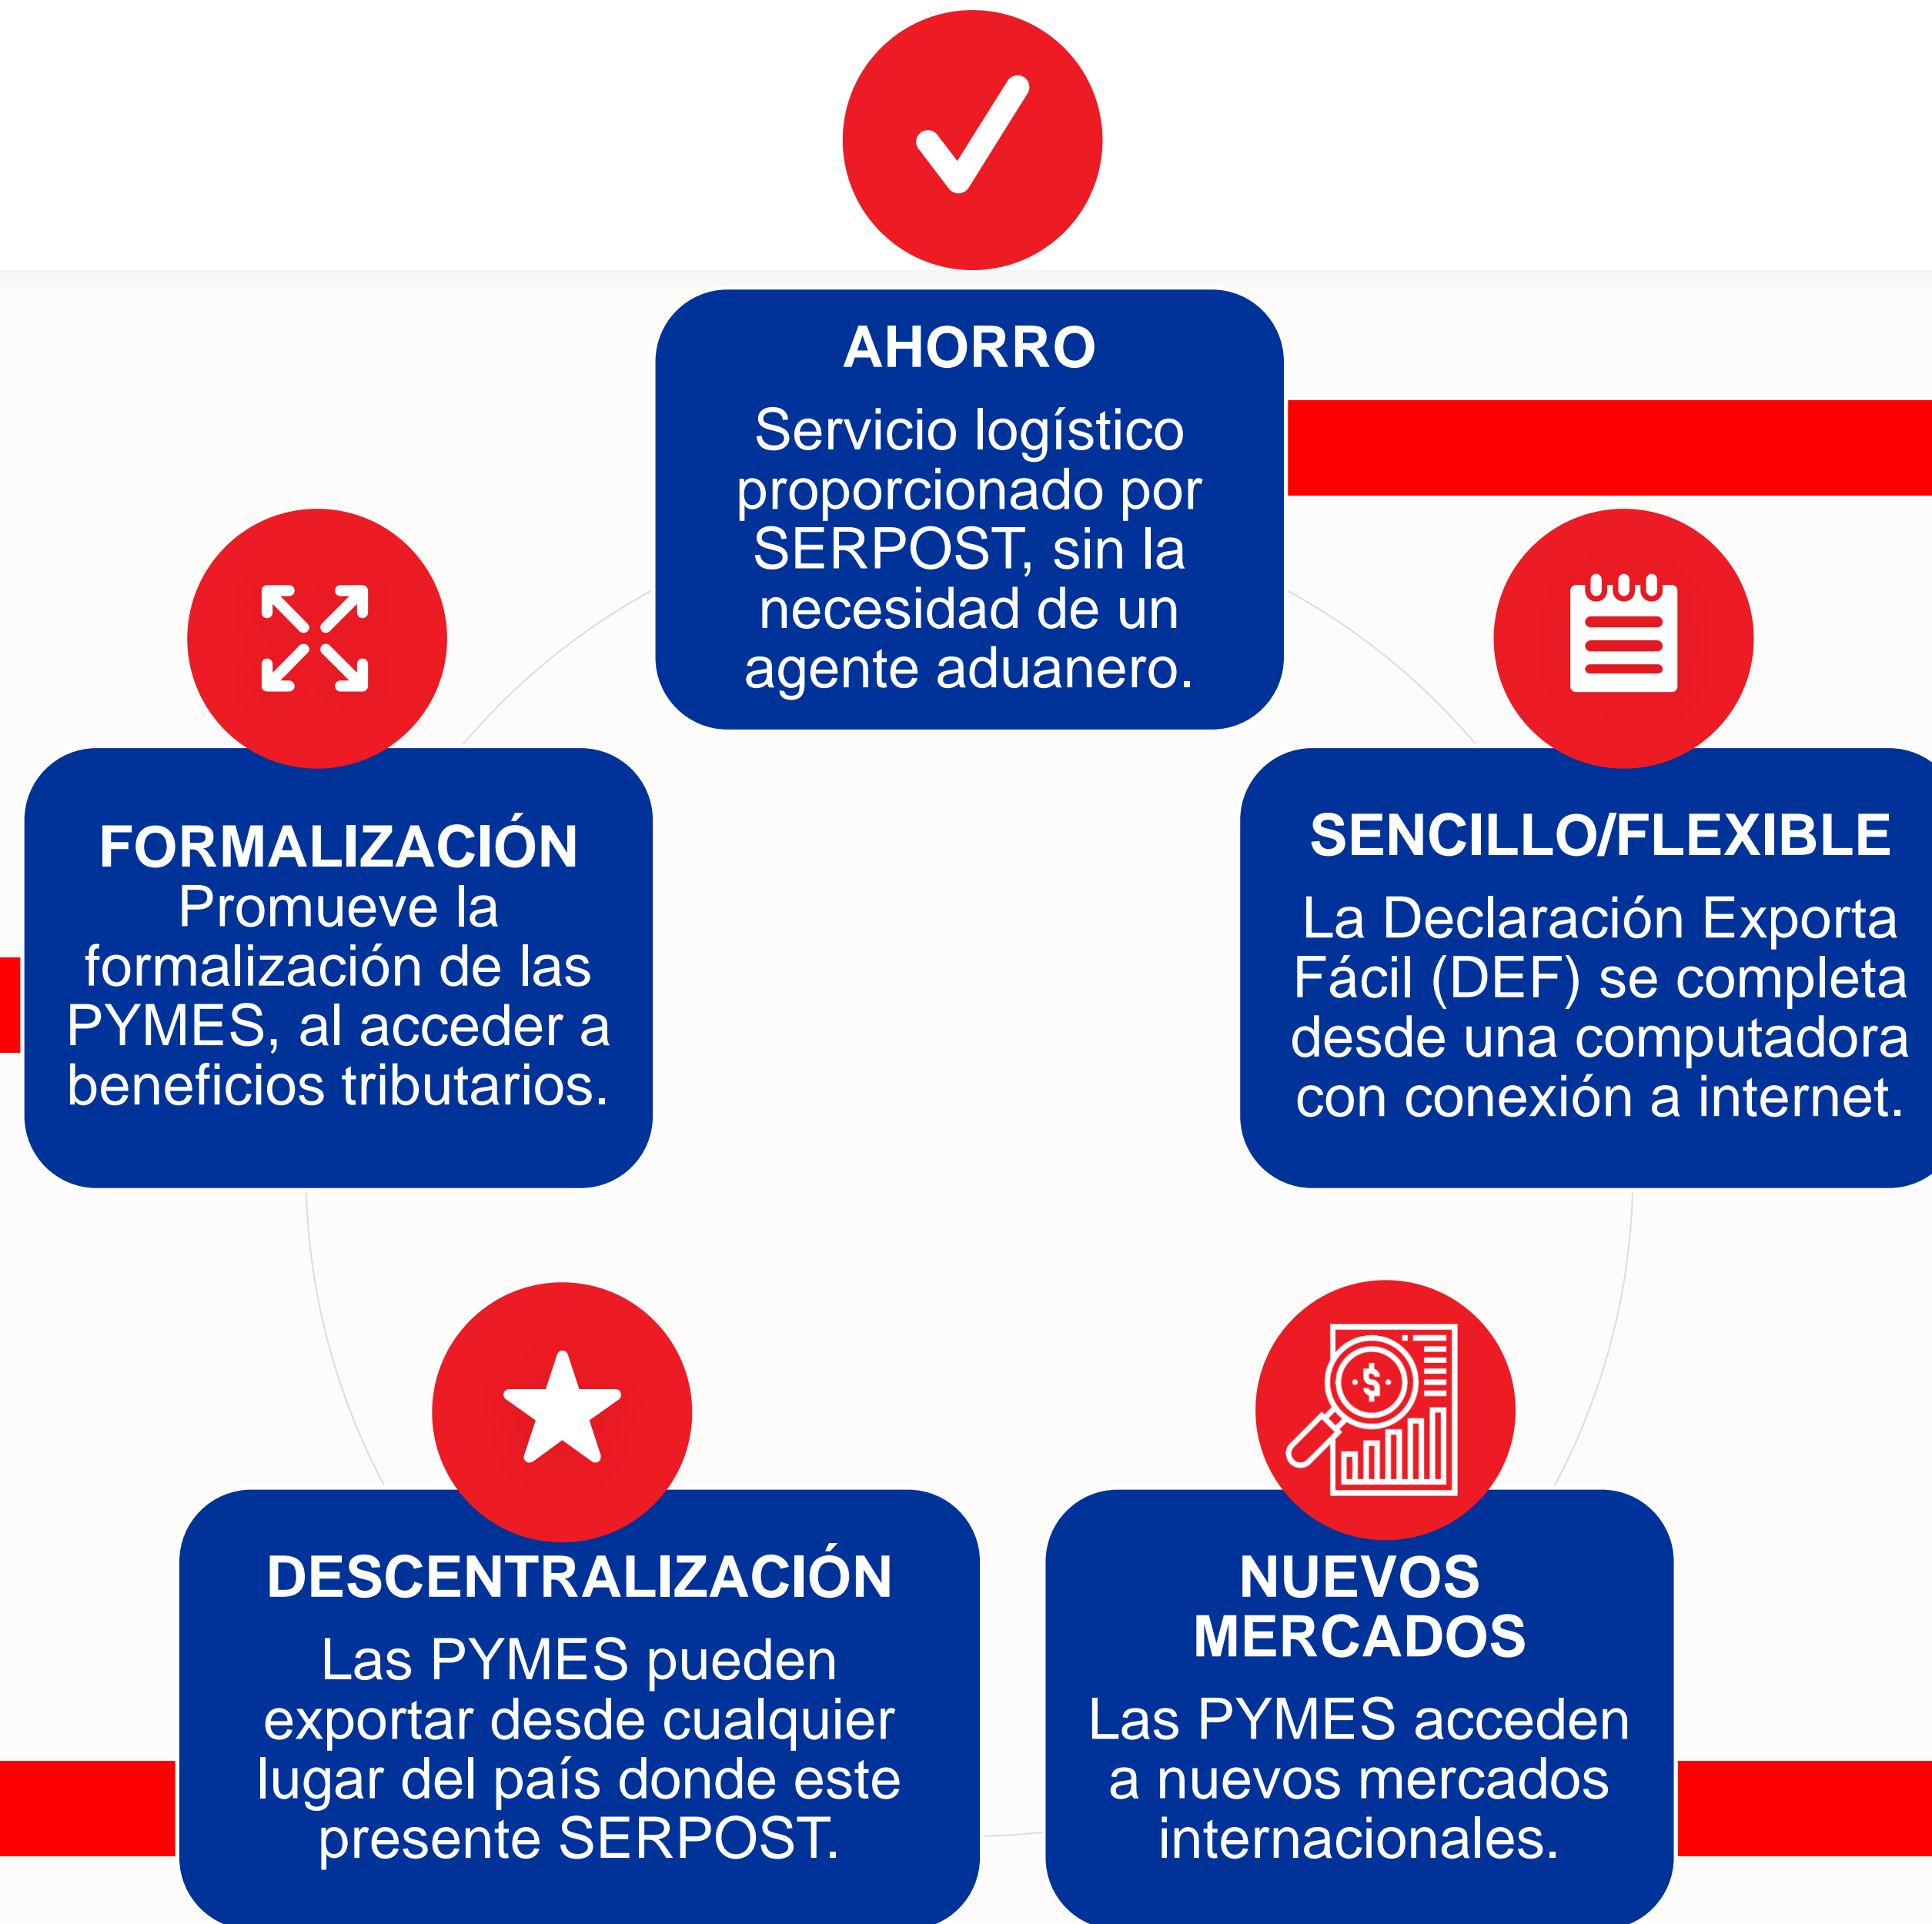 AHORRO
Servicio logístico
proporcionado por
SERPOST, sin la
necesidad de un
agente aduanero.
FORMALIZACIÓN
Promueve la
formalización de las
PYMES, al acceder a
beneficios tributarios.
SENCILLO/FLEXIBLE
La Declaración Exporta
Fácil (DEF) se completa
desde una computadora
con conexión a internet.
DESCENTRALIZACIÓN
Las PYMES pueden
exportar desde cualquier
lugar del país donde este
presente SERPOST.
NUEVOS
MERCADOS
Las PYMES acceden
a nuevos mercados
internacionales.